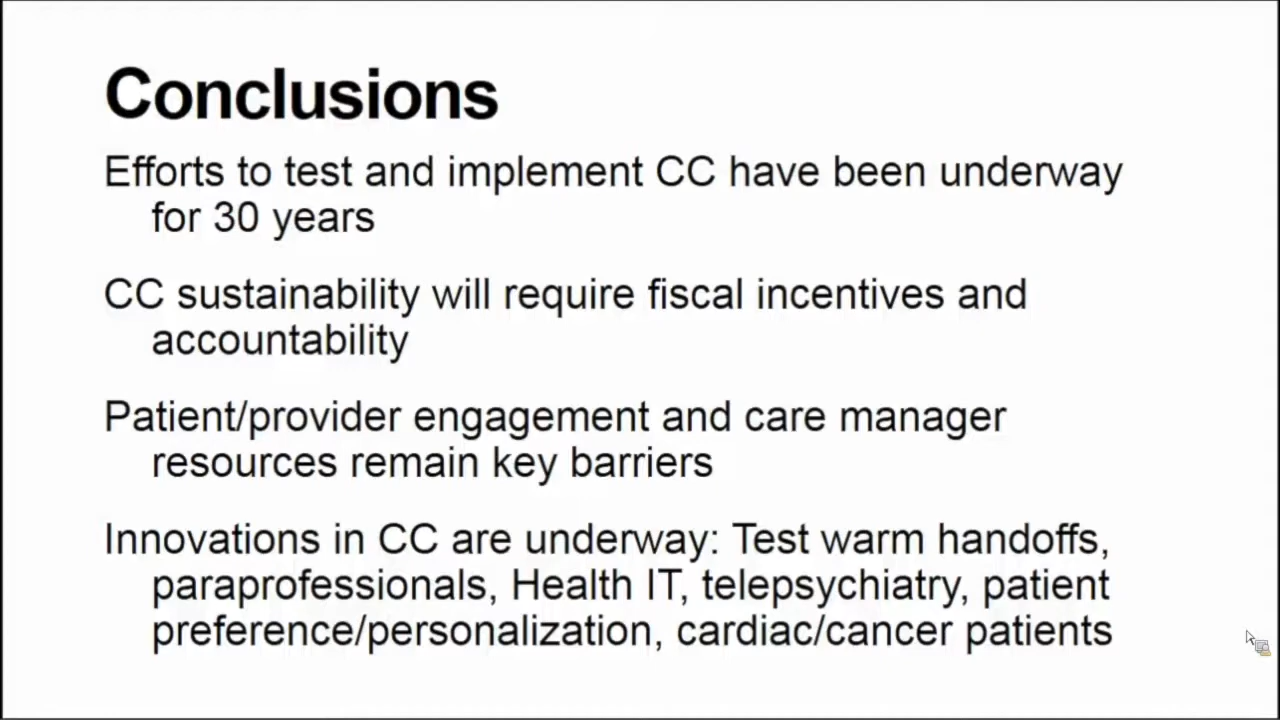 Conclusions
Efforts to test and implement CC have been underway
for 30 years
CC sustainability will require fiscal incentives and
accountability
Patient/provider engagement and care manager
resources remain key barriers
Innovations in CC are underway: Test warm handoffs,
paraprofessionals, Health IT, telepsychiatry, patient
preference/personalization, cardiac/cancer patients